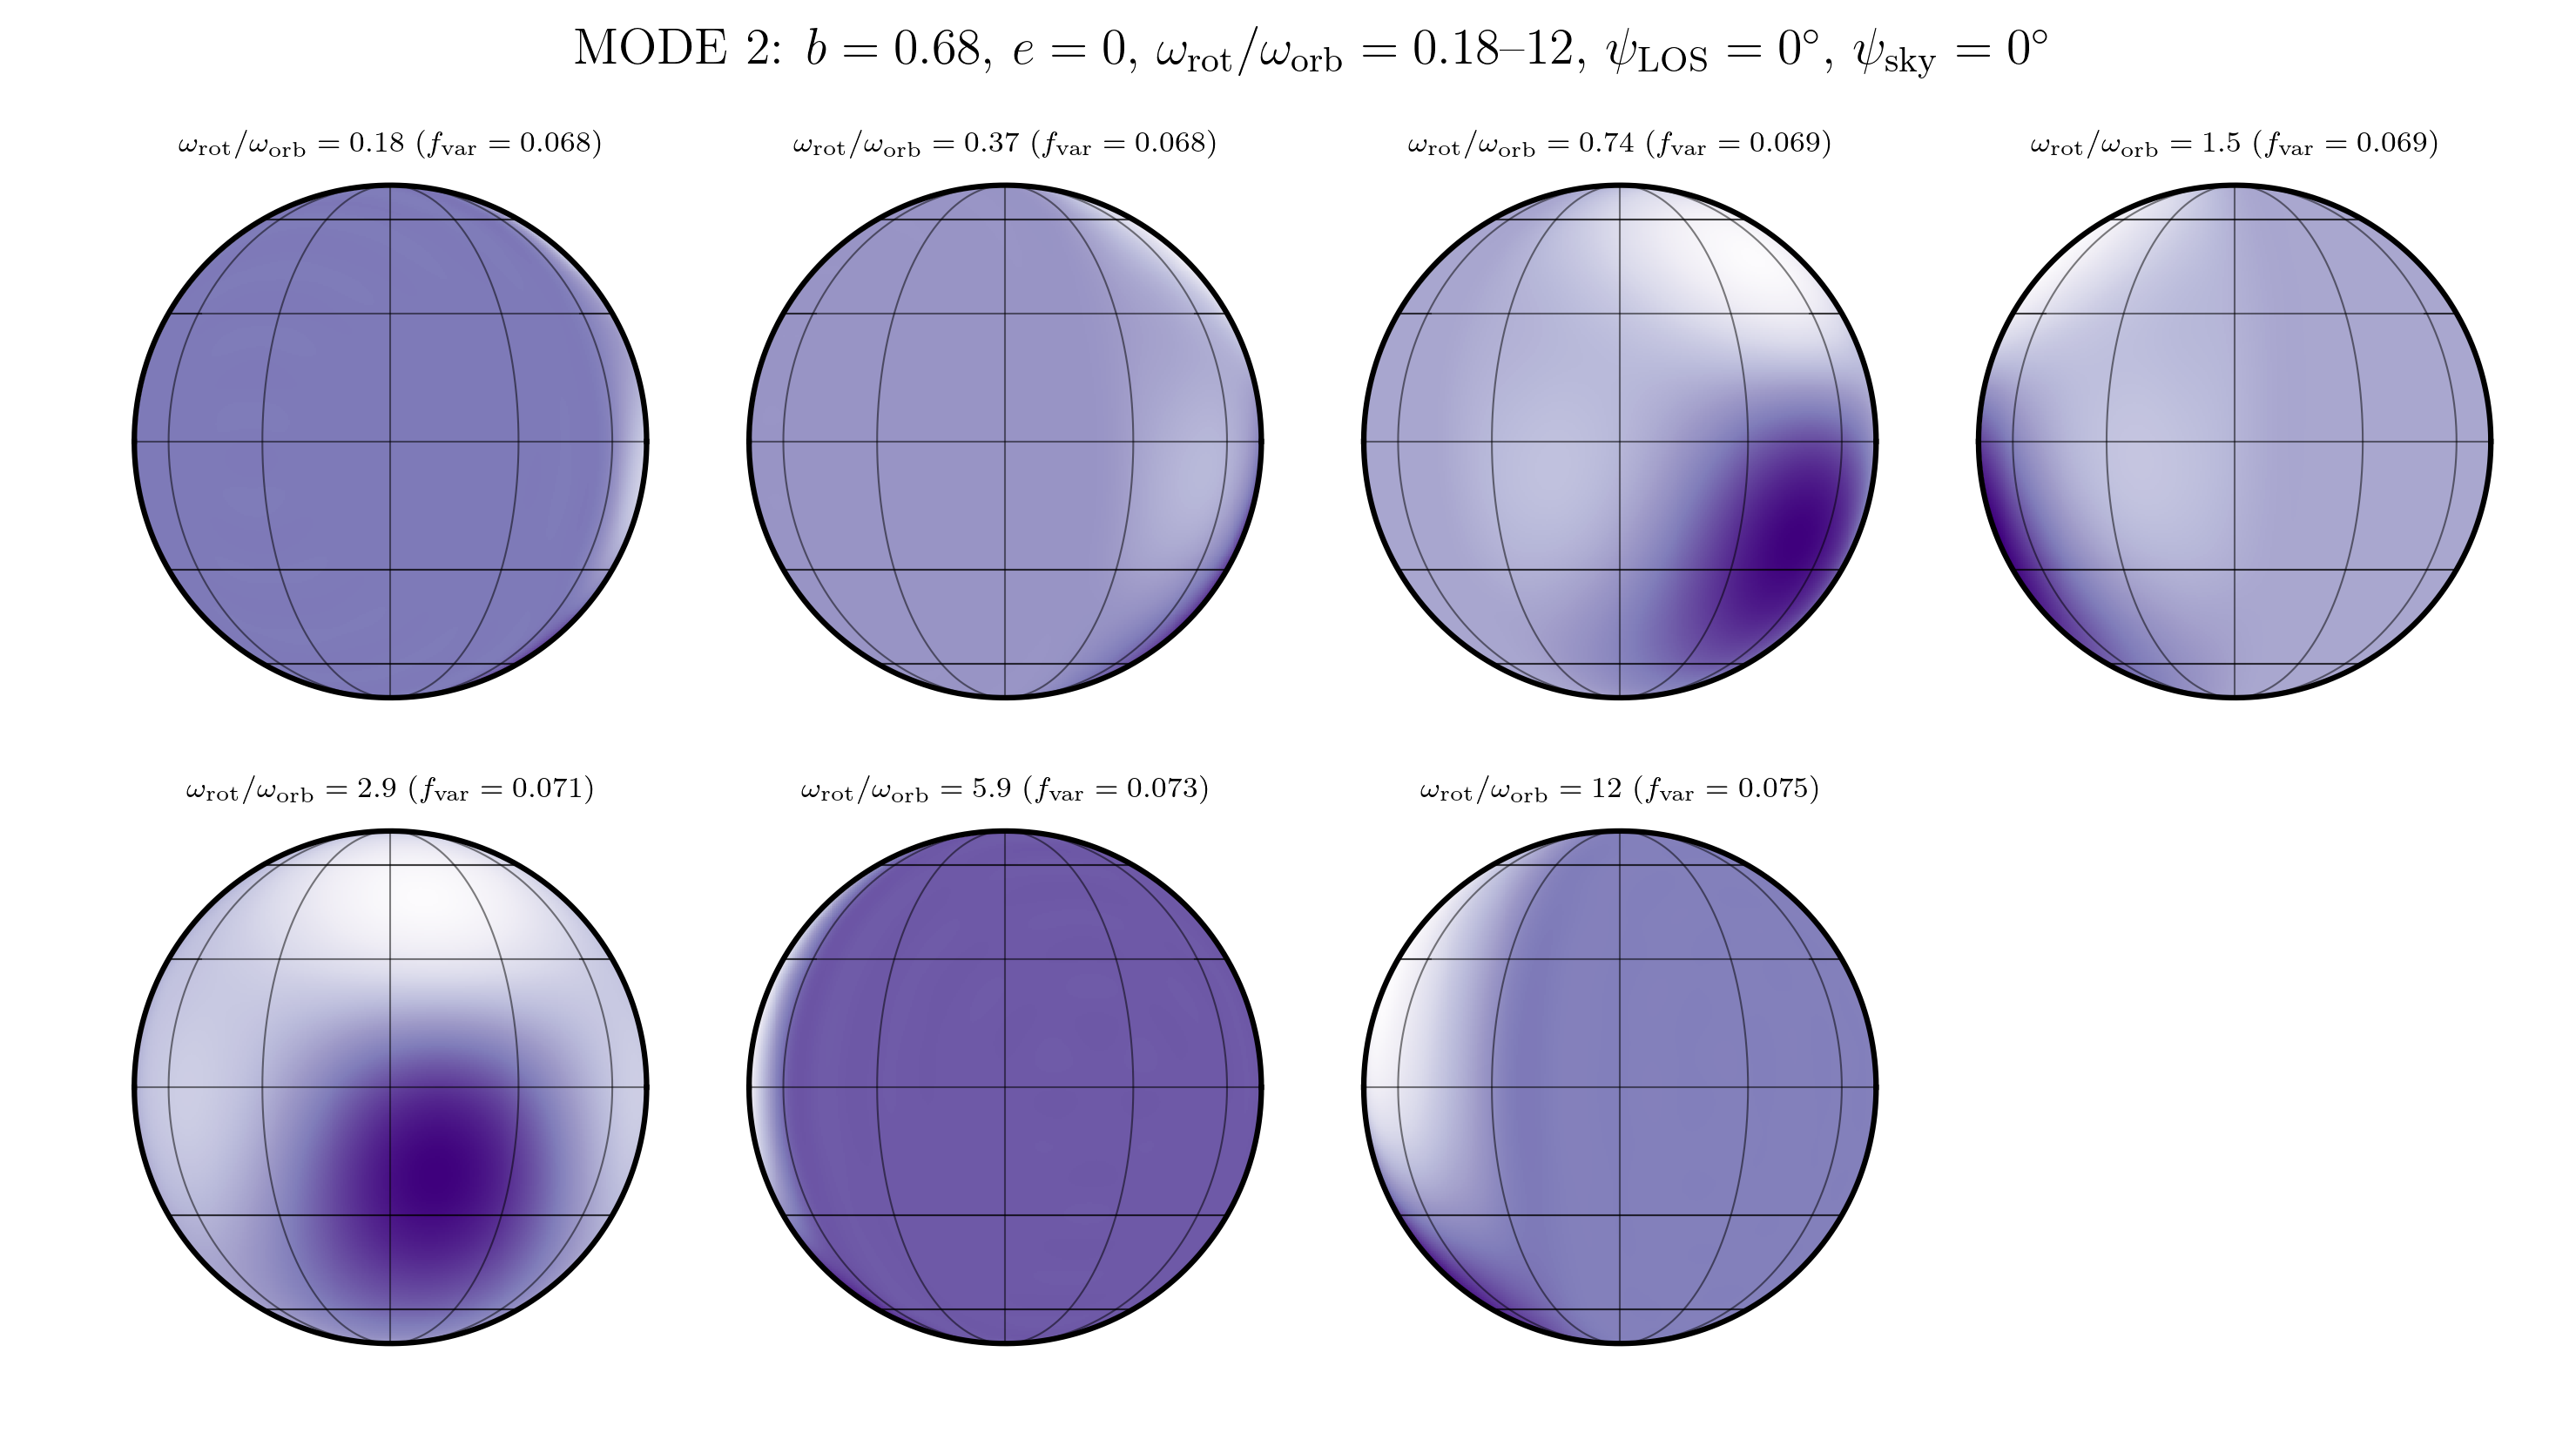 MODE 2: b = 0.68, e = 0, ω_rot/ω_orb = 0.18–12, ψ_LOS = 0°, ψ_sky = 0°
ω_rot/ω_orb = 0.18 (f_var = 0.068)
ω_rot/ω_orb = 0.37 (f_var = 0.068)
ω_rot/ω_orb = 0.74 (f_var = 0.069)
ω_rot/ω_orb = 1.5 (f_var = 0.069)
ω_rot/ω_orb = 2.9 (f_var = 0.071)
ω_rot/ω_orb = 5.9 (f_var = 0.073)
ω_rot/ω_orb = 12 (f_var = 0.075)